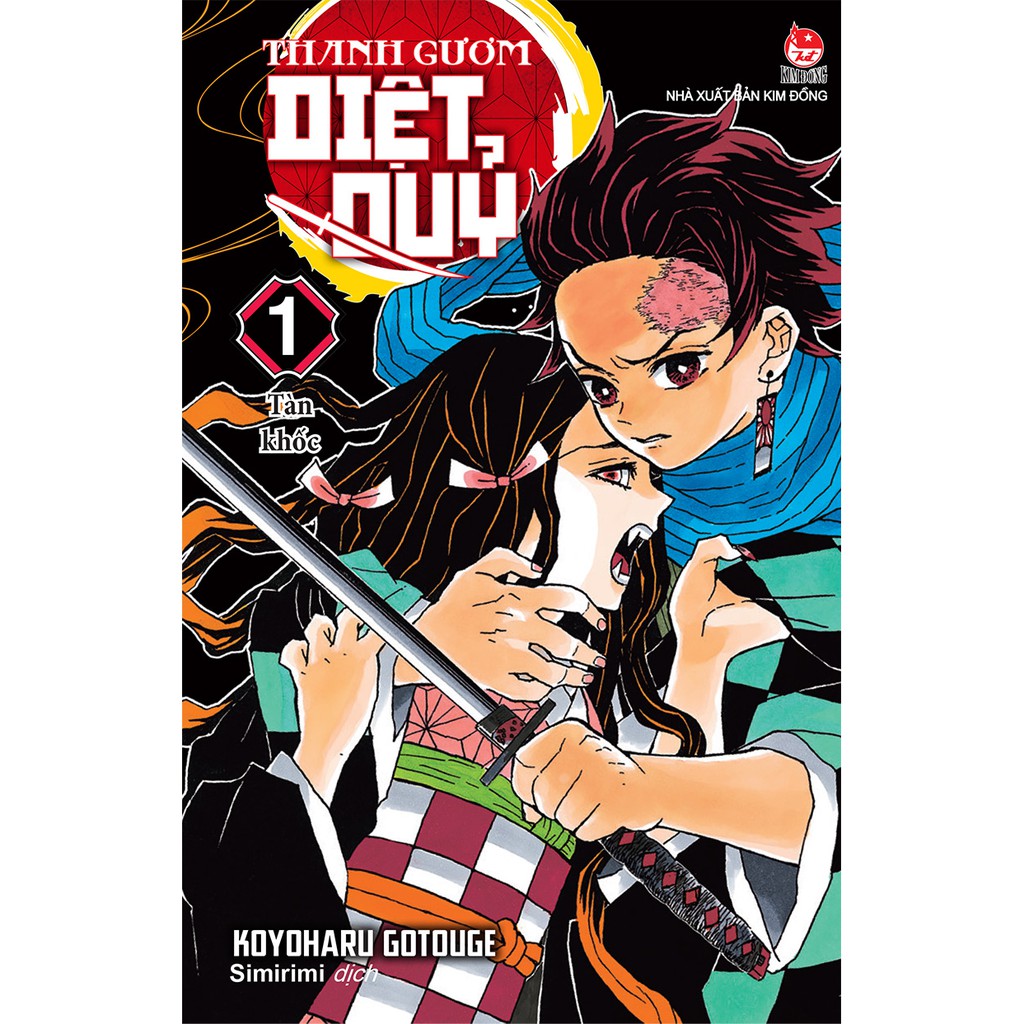 THANH GƯƠM
DIỆT
QUỶ
KIM ĐỒNG
NHÀ XUẤT BẢN KIM ĐỒNG
1
Tàn
khốc
KOYOHARU GOTOUGE
Simirimi dịch